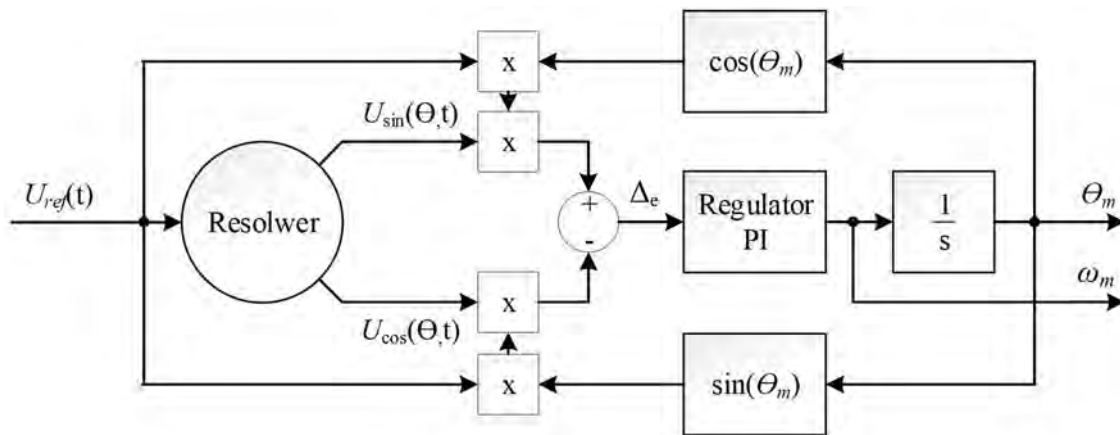 x
cos(Θm)
Usin(Θ,t)
x
Uref(t)
Resolwer
+
-
Δe
Regulator
PI
1
s
Θm
ωm
x
Ucos(Θ,t)
x
sin(Θm)